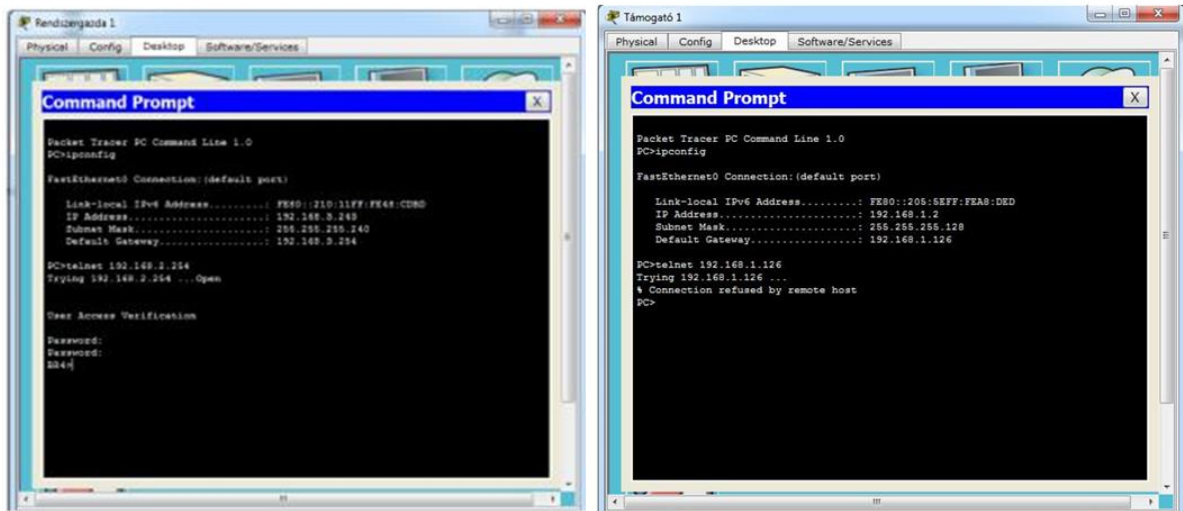 Rendszergazda 1
Physical Config Desktop Software/Services
Command Prompt
X
Packet Tracer PC Command Line 1.0
PC>ipconfig
FastEthernet0 Connection:(default port)
Link-local IPv6 Address.........: FE80::210:11FF:FE48:CDBD
IP Address......................: 192.168.3.243
Subnet Mask.....................: 255.255.255.240
Default Gateway.................: 192.168.3.254
PC>telnet 192.168.2.254
Trying 192.168.2.254 ...Open
User Access Verification
Password:
Password:
Támogató 1
Physical Config Desktop Software/Services
Command Prompt
X
Packet Tracer PC Command Line 1.0
PC>ipconfig
FastEthernet0 Connection:(default port)
Link-local IPv6 Address.........: FE80::205:5EFF:FEA8:DED
IP Address......................: 192.168.1.2
Subnet Mask.....................: 255.255.255.128
Default Gateway.................: 192.168.1.126
PC>telnet 192.168.1.126
Trying 192.168.1.126 ...
% Connection refused by remote host
PC>